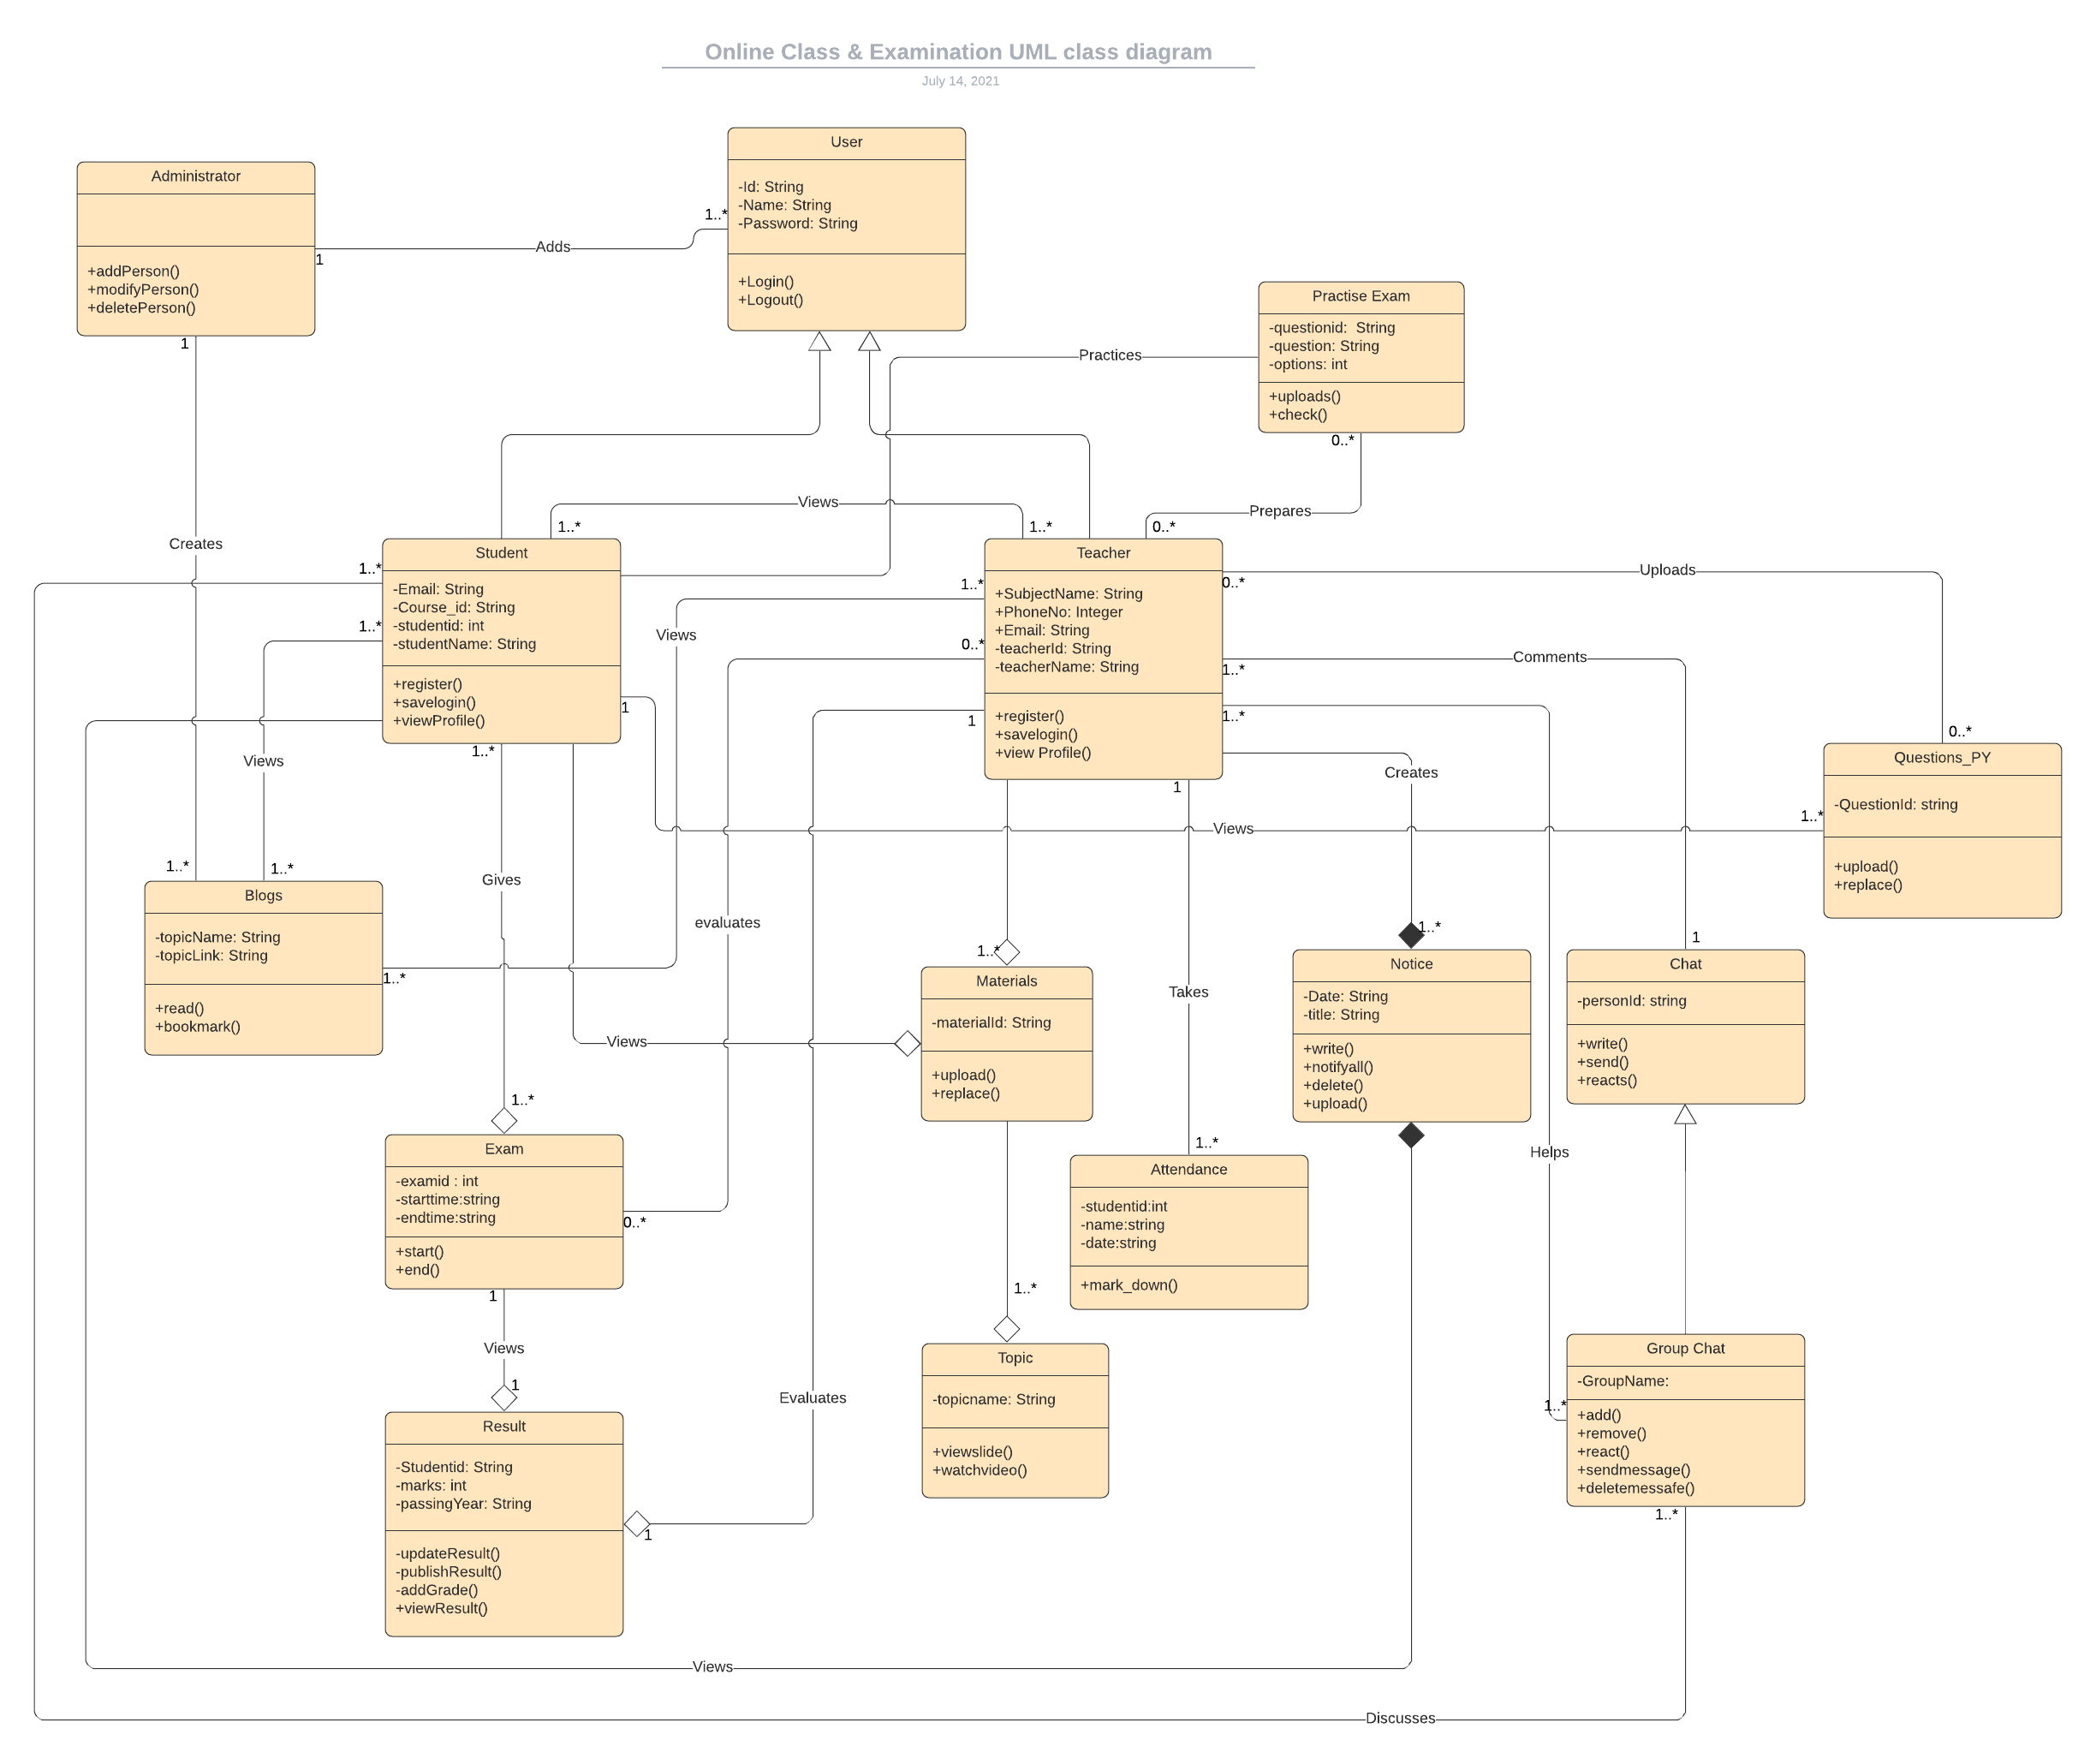 Online Class & Examination UML class diagram
July 14, 2021
User
-Id: String
-Name: String
-Password: String
+Login()
+Logout()
Administrator
+addPerson()
+modifyPerson()
+deletePerson()
1..*
Adds
1
1
Practise Exam
-questionid:  String
-question: String
-options: int
+uploads()
+check()
Practices
0..*
Views
Prepares
1..*
1..*
0..*
Creates
Student
-Email: String
-Course_id: String
-studentid: int
-studentName: String
+register()
+savelogin()
+viewProfile()
1..*
1..*
1
1..*
Teacher
+SubjectName: String
+PhoneNo: Integer
+Email: String
-teacherId: String
-teacherName: String
+register()
+savelogin()
+view Profile()
1..*
0..*
1
0..*
1..*
1..*
1
Uploads
Views
Comments
0..*
Views
Creates
Questions_PY
-QuestionId: string
+upload()
+replace()
1..*
Views
1..*
1..*
Gives
Blogs
-topicName: String
-topicLink: String
+read()
+bookmark()
1..*
evaluates
1..*
1..*
1
Materials
-materialId: String
+upload()
+replace()
Takes
Notice
-Date: String
-title: String
+write()
+notifyall()
+delete()
+upload()
Chat
-personId: string
+write()
+send()
+reacts()
Views
1..*
Exam
-examid : int
-starttime:string
-endtime:string
+start()
+end()
0..*
1
1..*
Attendance
-studentid:int
-name:string
-date:string
+mark_down()
Helps
1..*
Views
1
Topic
-topicname: String
+viewslide()
+watchvideo()
Evaluates
Group Chat
-GroupName:
+add()
+remove()
+react()
+sendmessage()
+deletemessafe()
1..*
1..*
Result
-Studentid: String
-marks: int
-passingYear: String
-updateResult()
-publishResult()
-addGrade()
+viewResult()
1
Views
Discusses